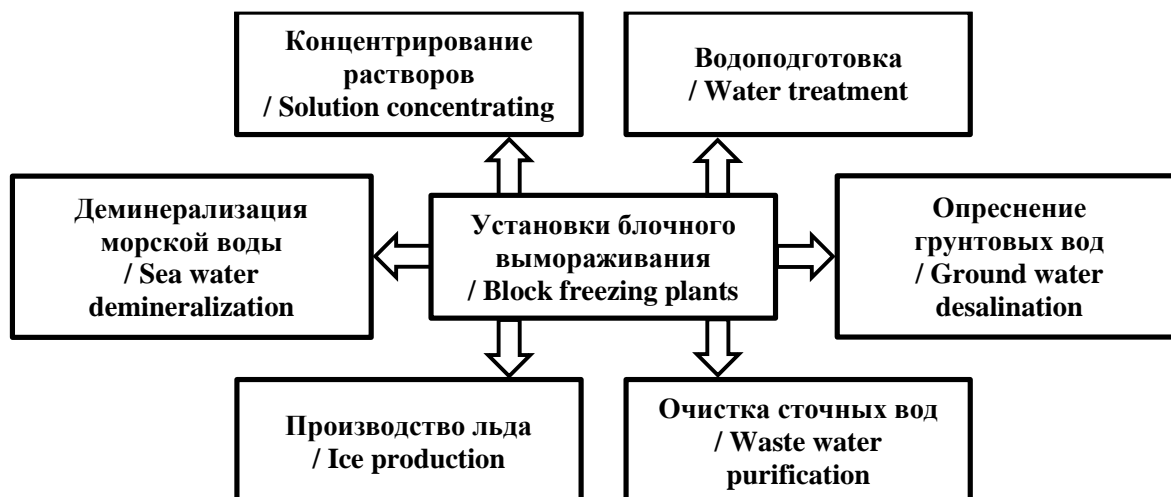 Концентрирование
растворов
/ Solution concentrating
Водоподготовка
/ Water treatment
Деминерализация
морской воды
/ Sea water
demineralization
Установки блочного
вымораживания
/ Block freezing plants
Опреснение
грунтовых вод
/ Ground water
desalination
Производство льда
/ Ice production
Очистка сточных вод
/ Waste water
purification